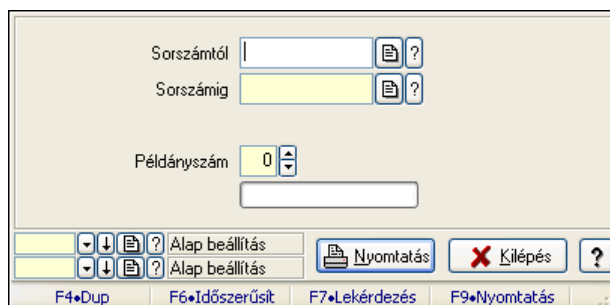 Sorszámtól ?
Sorszámig ?
Példányszám 0
? Alap beállítás
? Alap beállítás
Nyomtatás Kilépés ?
F4•Dup F6•Időszerűsít F7•Lekérdezés F9•Nyomtatás